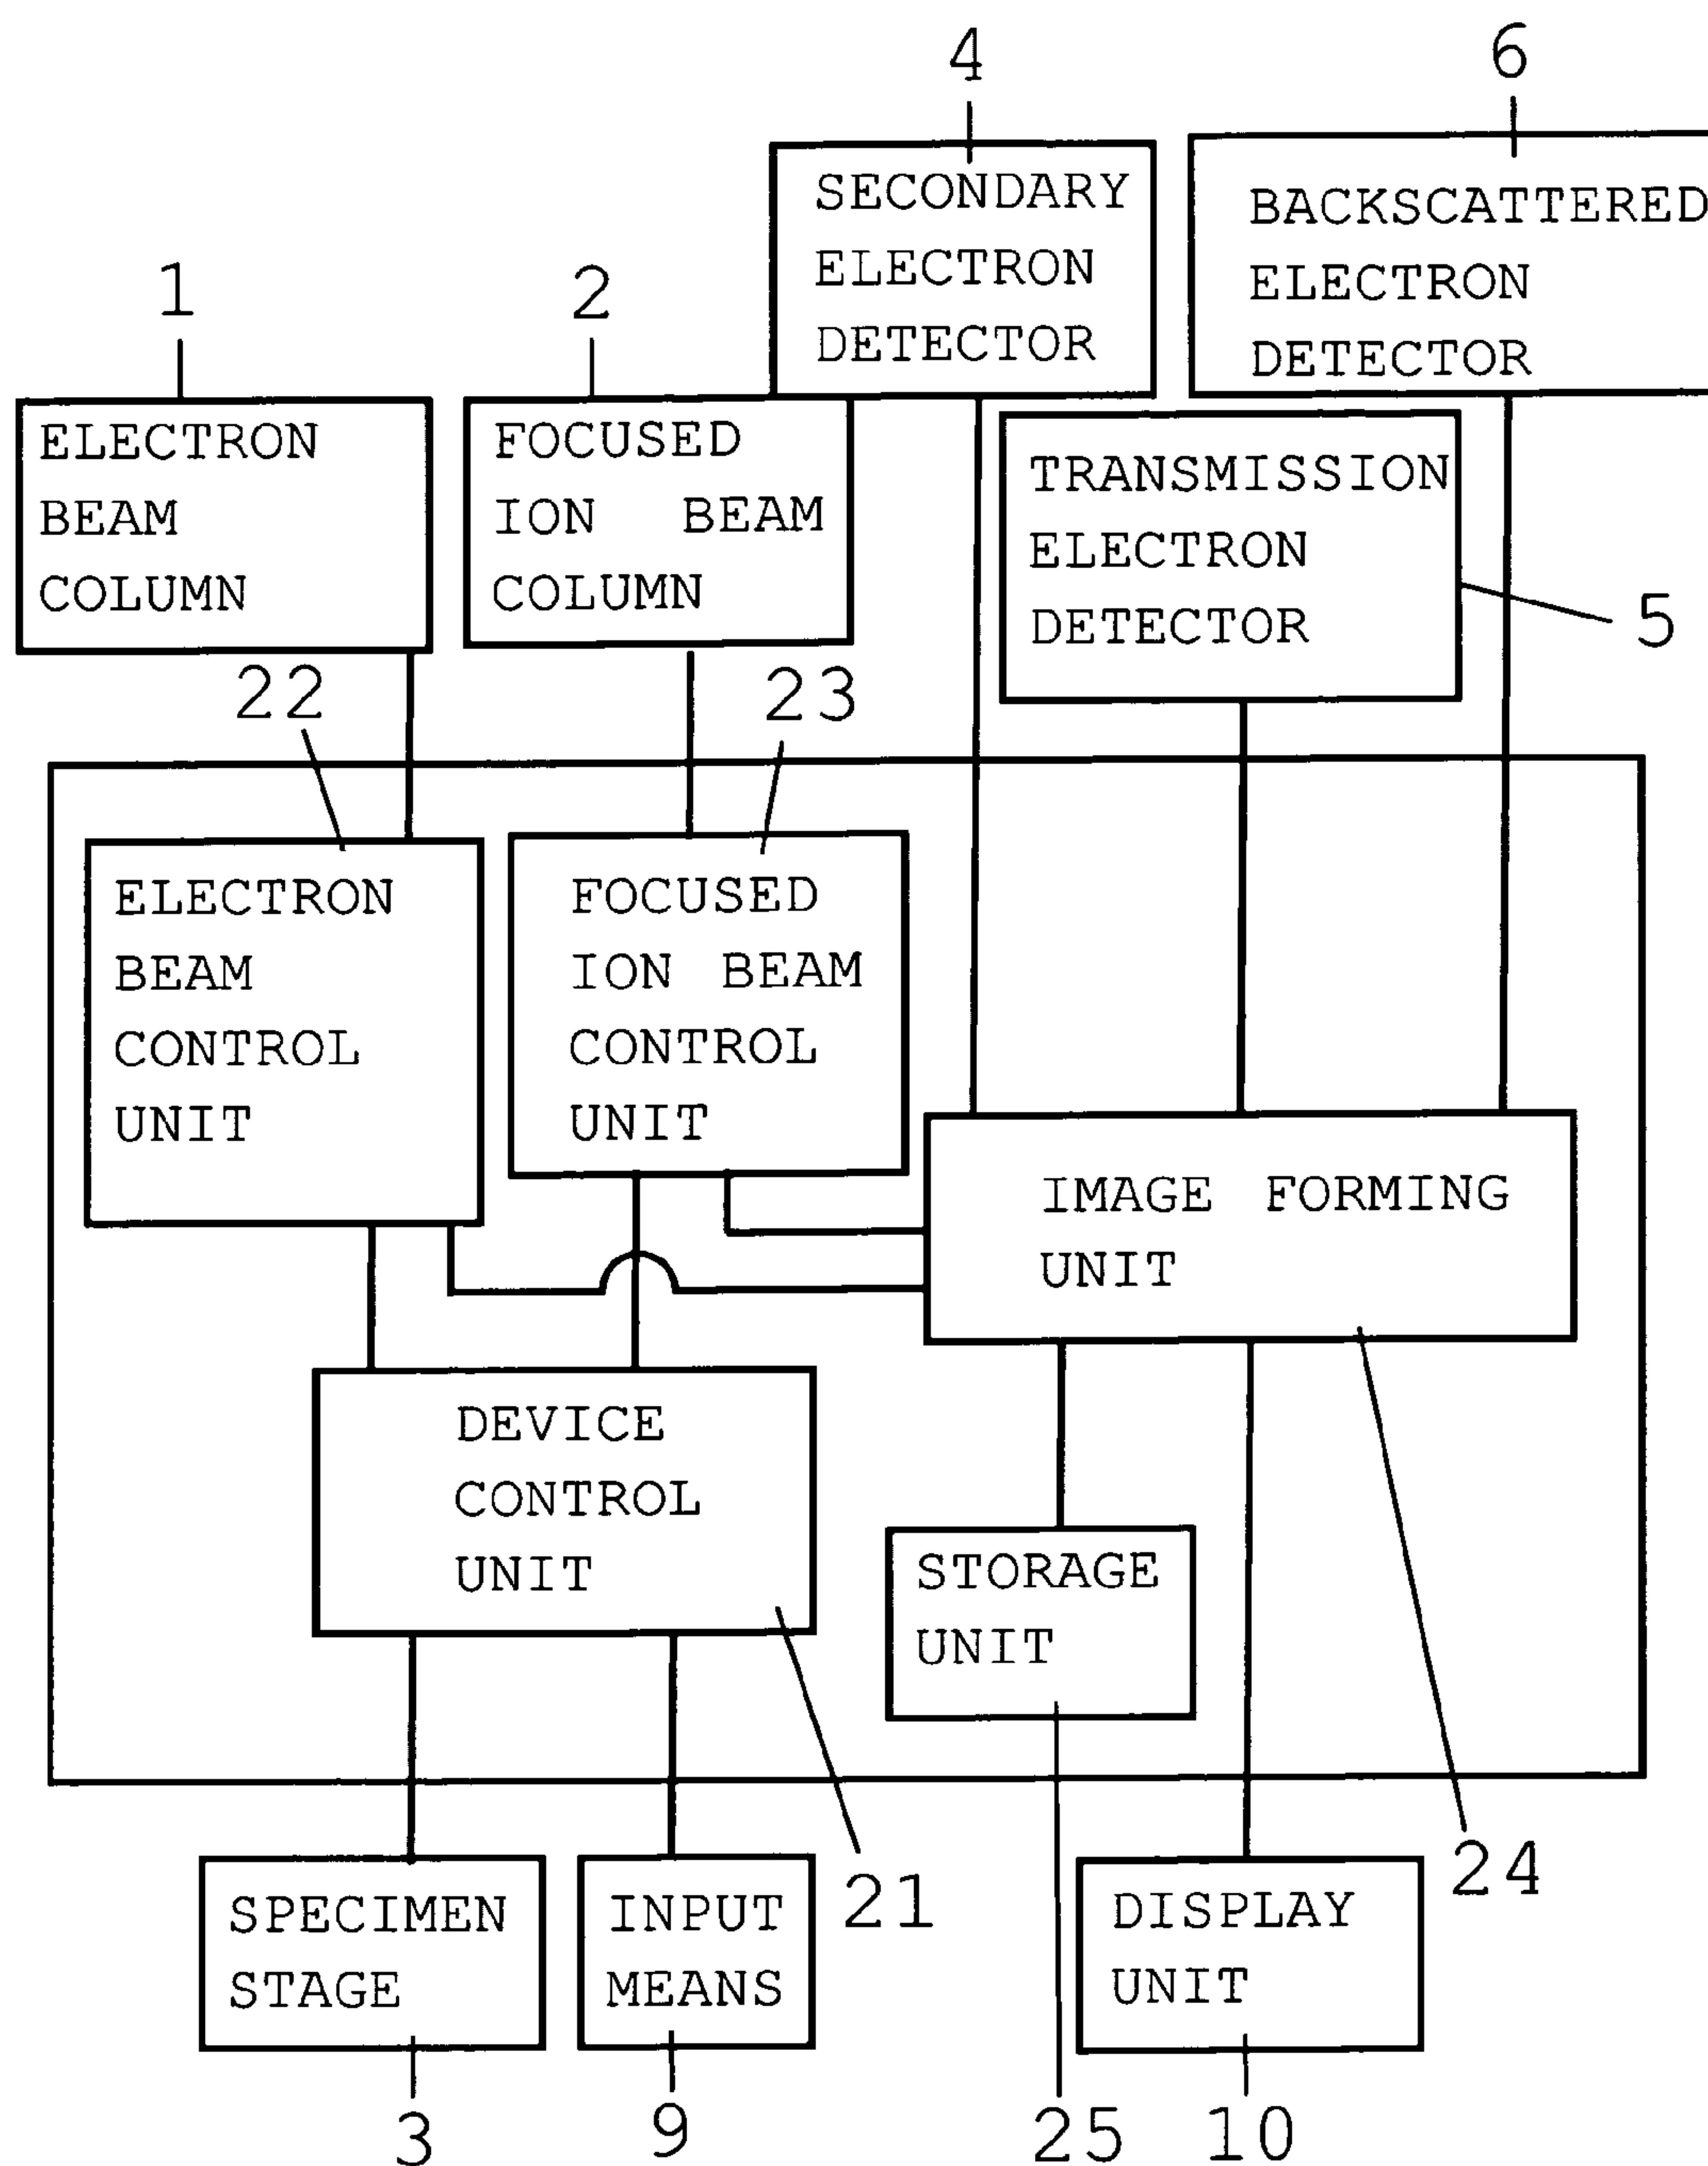 4
6
SECONDARY
ELECTRON
DETECTOR
BACKSCATTERED
ELECTRON
DETECTOR
1
2
ELECTRON
BEAM
COLUMN
FOCUSED
ION BEAM
COLUMN
TRANSMISSION
ELECTRON
DETECTOR
5
22
23
ELECTRON
BEAM
CONTROL
UNIT
FOCUSED
ION BEAM
CONTROL
UNIT
IMAGE FORMING
UNIT
DEVICE
CONTROL
UNIT
STORAGE
UNIT
24
21
SPECIMEN
STAGE
INPUT
MEANS
DISPLAY
UNIT
3
9
25
10